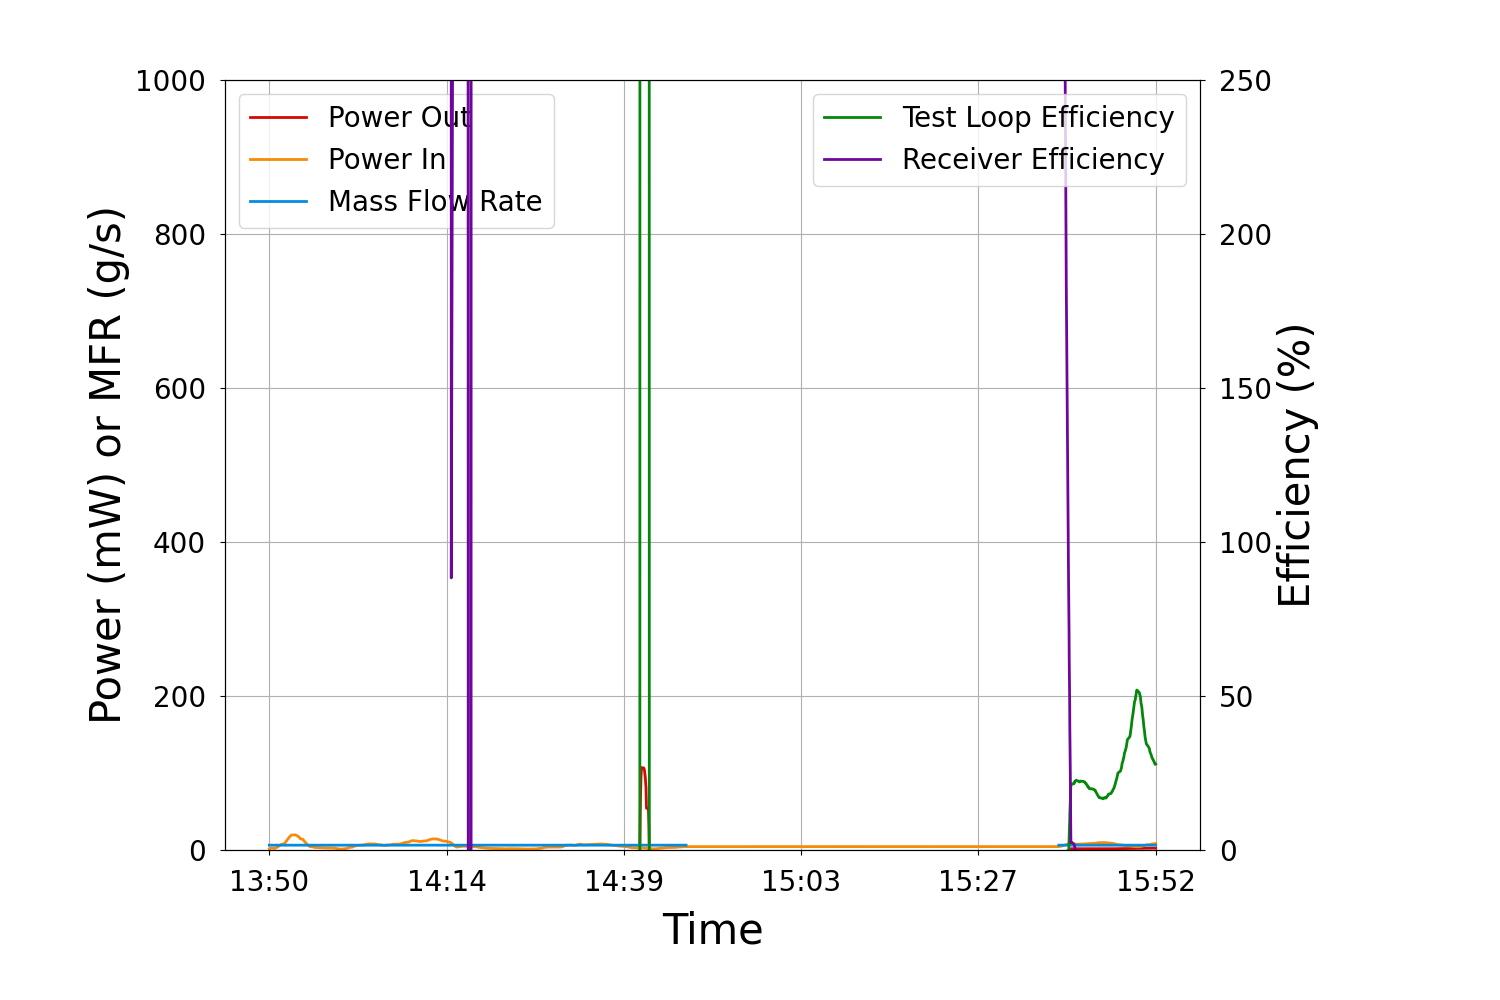 1000
800
600
400
200
0
Power (mW) or MFR (g/s)
Power Out
Power In
Mass Flow Rate
Test Loop Efficiency
Receiver Efficiency
250
200
150
100
50
0
Efficiency (%)
13:50 14:14 14:39 15:03 15:27 15:52
Time